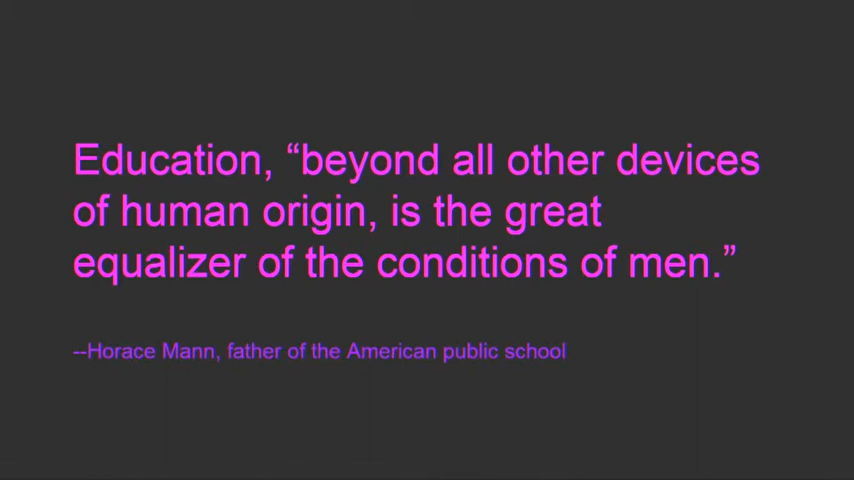 Education, “beyond all other devices
of human origin, is the great
equalizer of the conditions of men.”
--Horace Mann, father of the American public school